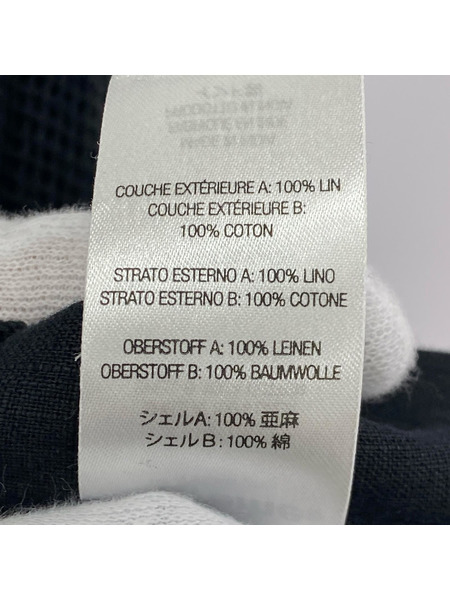 COUCHE EXTÉRIEURE A: 100% LIN
COUCHE EXTÉRIEURE B:
100% COTON
STRATO ESTERNO A: 100% LINO
STRATO ESTERNO B: 100% COTONE
OBERSTOFF A: 100% LEINEN
OBERSTOFF B: 100% BAUMWOLLE
シェルA: 100% 亜麻
シェルB: 100% 綿